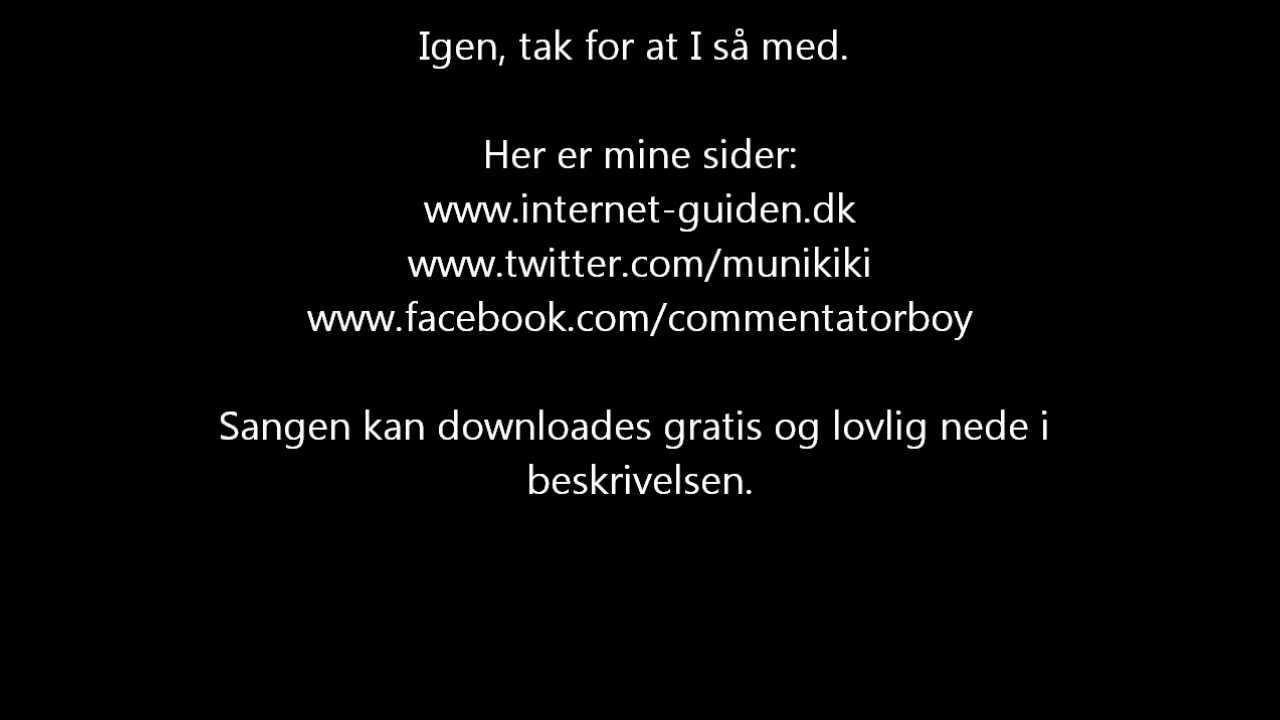 Igen, tak for at I så med.
Her er mine sider:
www.internet-guiden.dk
www.twitter.com/munikiki
www.facebook.com/commentatorboy
Sangen kan downloades gratis og lovlig nede i
beskrivelsen.